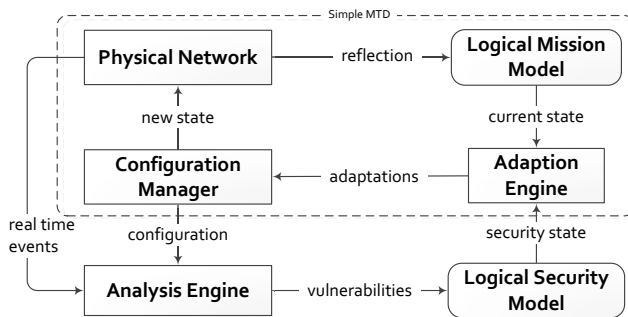 Simple MTD
Physical Network
reflection
Logical Mission
Model
new state
current state
Configuration
Manager
adaptations
Adaption
Engine
real time
events
configuration
security state
Analysis Engine
vulnerabilities
Logical Security
Model